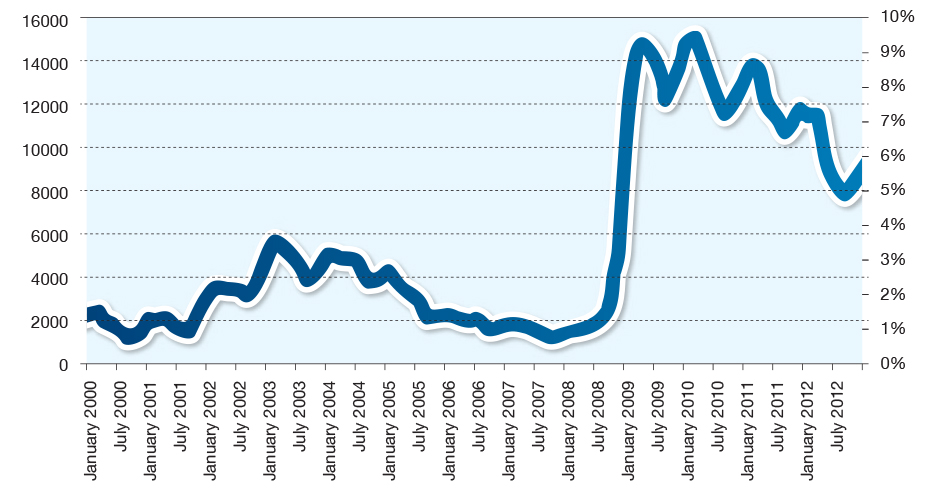 16000
14000
12000
10000
8000
6000
4000
2000
0
10%
9%
8%
7%
6%
5%
4%
3%
2%
1%
0%
January 2000
July 2000
January 2001
July 2001
January 2002
July 2002
January 2003
July 2003
January 2004
July 2004
January 2005
July 2005
January 2006
July 2006
January 2007
July 2007
January 2008
July 2008
January 2009
July 2009
January 2010
July 2010
January 2011
July 2011
January 2012
July 2012